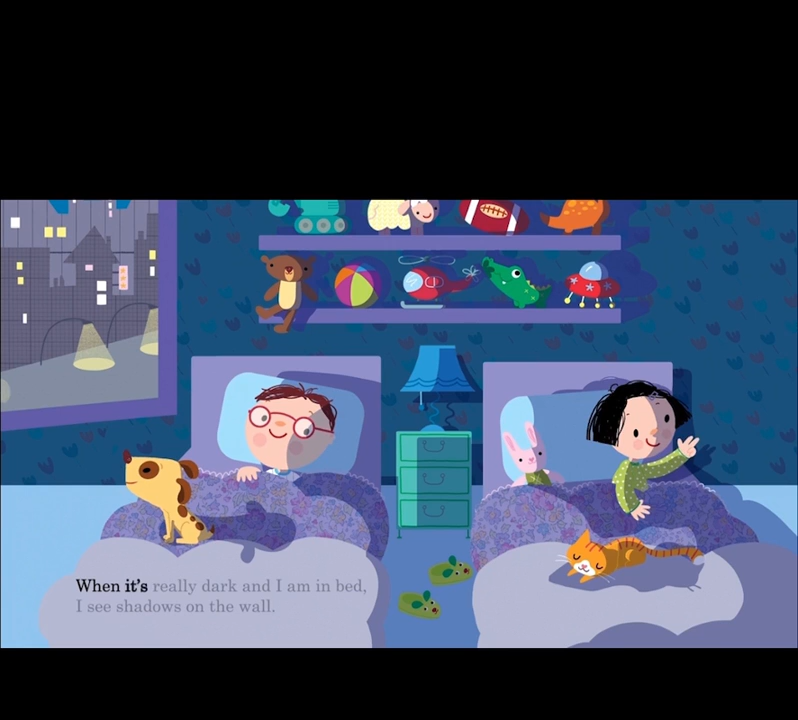 When it's really dark and I am in bed,
I see shadows on the wall.